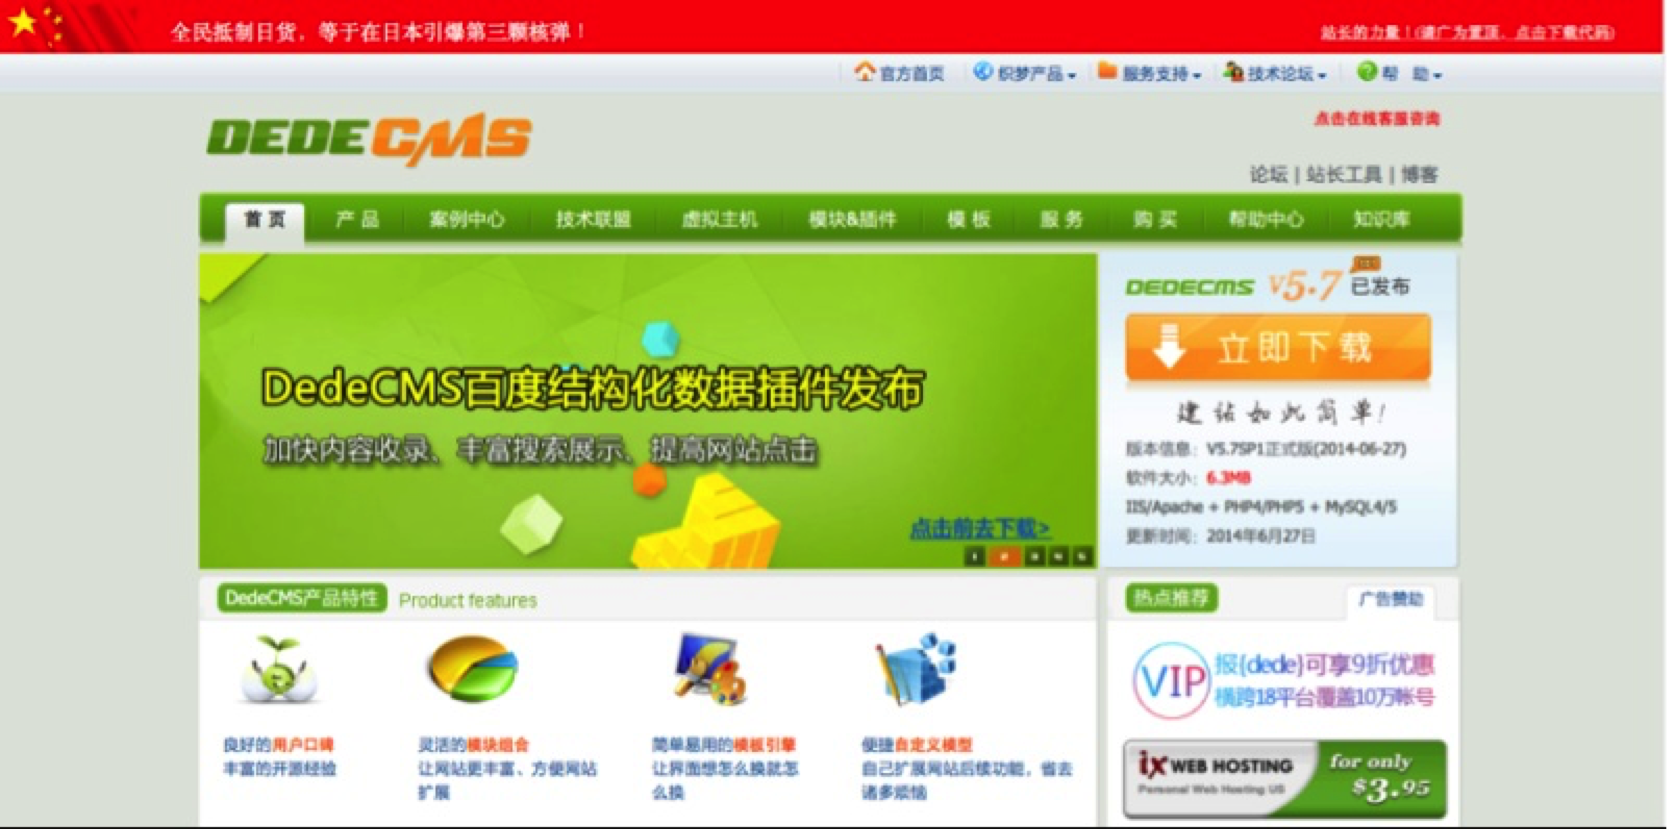 全民抵制日货，等于在日本引爆第三颗核弹！
站长的力量！(请广为置顶，点击下载代码)
官方首页 织梦产品 服务支持 技术论坛 帮 助
DEDECMS
点击在线客服咨询
论坛 | 站长工具 | 博客
首页 产品 案例中心 技术联盟 虚拟主机 模块&插件 模板 服务 购买 帮助中心 知识库
DedeCMS百度结构化数据插件发布
加快内容收录、丰富搜索展示、提高网站点击
点击前去下载>
1 2 3 4 5
DEDECMS V5.7 已发布
立即下载
建站如此简单！
版本信息：V5.7SP1正式版(2014-06-27)
软件大小：6.3MB
IIS/Apache + PHP4/PHP5 + MySQL4/5
更新时间：2014年6月27日
DedeCMS产品特性 Product features
良好的用户口碑
丰富的开源经验
灵活的模块组合
让网站更丰富、方便网站
扩展
简单易用的模板引擎
让界面想怎么换就怎
么换
便捷自定义模型
自己扩展网站后续功能，省去
诸多烦恼
热点推荐 广告赞助
VIP
报{dede}可享9折优惠
横跨18平台覆盖10万帐号
ix WEB HOSTING
Personal Web Hosting US
for only
$3.95